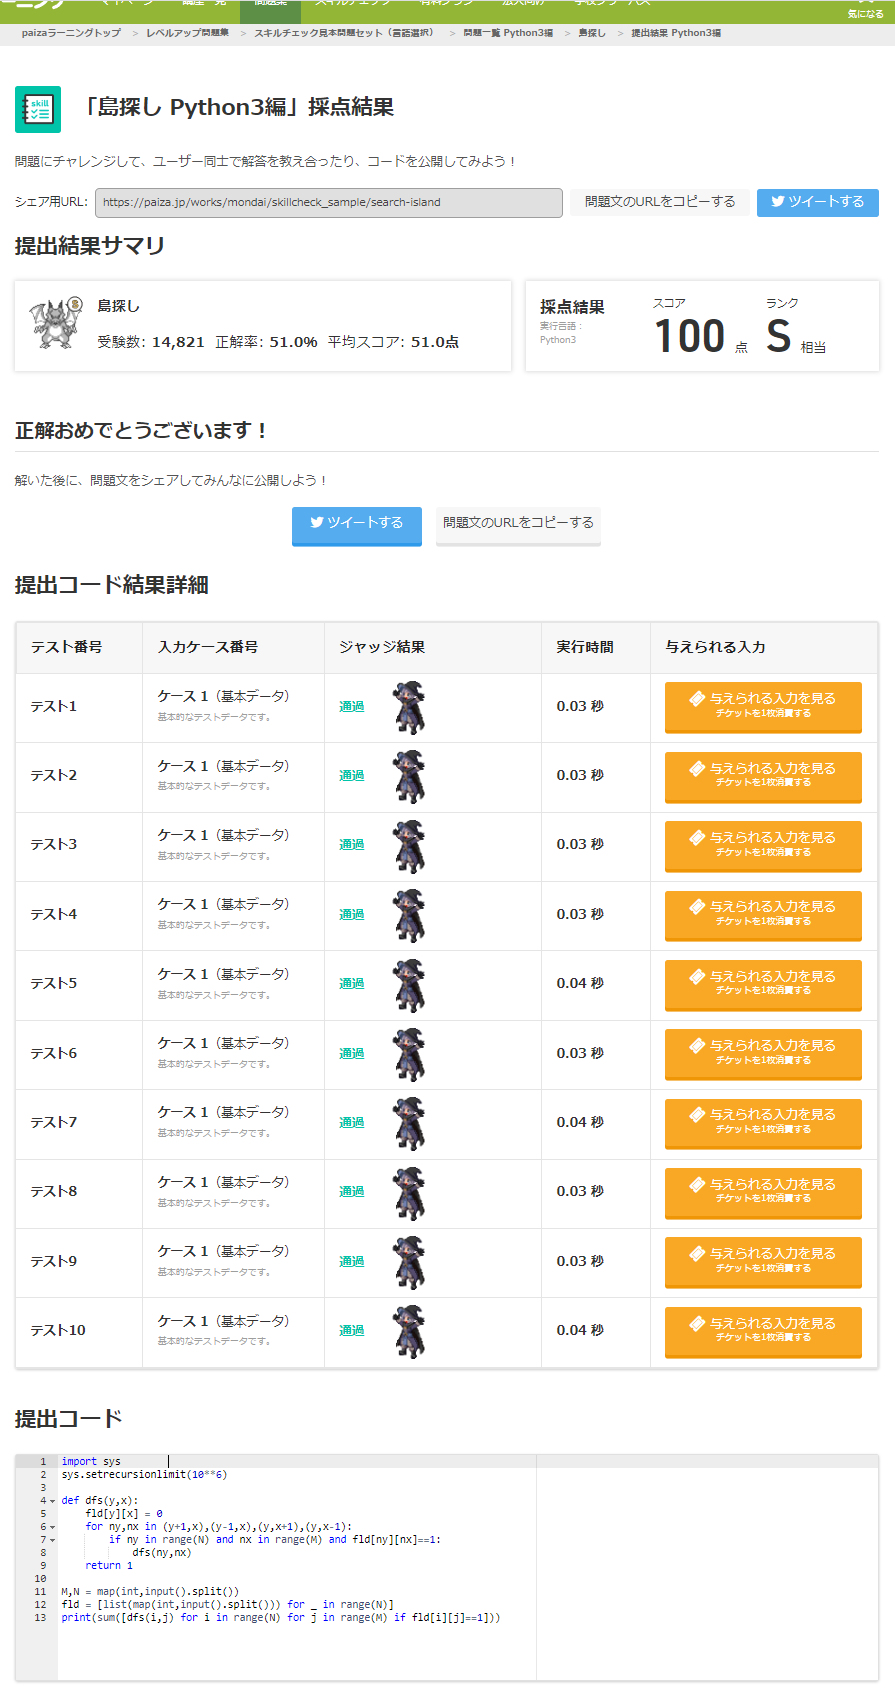 気になる
paizaラーニングトップ > レベルアップ問題集 > スキルチェック見本問題セット（言語選択） > 問題一覧 Python3編 > 島探し > 提出結果 Python3編
skill
「島探し Python3編」採点結果
問題にチャレンジして、ユーザー同士で解答を教え合ったり、コードを公開してみよう！
シェア用URL: https://paiza.jp/works/mondai/skillcheck_sample/search-island 問題文のURLをコピーする ツイートする
提出結果サマリ
S
島探し
受験数: 14,821 正解率: 51.0% 平均スコア: 51.0点
採点結果
実行言語：
Python3
スコア
100 点
ランク
S 相当
正解おめでとうございます！
解いた後に、問題文をシェアしてみんなに公開しよう！
ツイートする 問題文のURLをコピーする
提出コード結果詳細
テスト番号 入力ケース番号 ジャッジ結果 実行時間 与えられる入力
テスト1 ケース 1（基本データ） 通過 0.03 秒 与えられる入力を見る
基本的なテストデータです。 チケットを1枚消費する
テスト2 ケース 1（基本データ） 通過 0.03 秒 与えられる入力を見る
基本的なテストデータです。 チケットを1枚消費する
テスト3 ケース 1（基本データ） 通過 0.03 秒 与えられる入力を見る
基本的なテストデータです。 チケットを1枚消費する
テスト4 ケース 1（基本データ） 通過 0.03 秒 与えられる入力を見る
基本的なテストデータです。 チケットを1枚消費する
テスト5 ケース 1（基本データ） 通過 0.04 秒 与えられる入力を見る
基本的なテストデータです。 チケットを1枚消費する
テスト6 ケース 1（基本データ） 通過 0.03 秒 与えられる入力を見る
基本的なテストデータです。 チケットを1枚消費する
テスト7 ケース 1（基本データ） 通過 0.04 秒 与えられる入力を見る
基本的なテストデータです。 チケットを1枚消費する
テスト8 ケース 1（基本データ） 通過 0.03 秒 与えられる入力を見る
基本的なテストデータです。 チケットを1枚消費する
テスト9 ケース 1（基本データ） 通過 0.03 秒 与えられる入力を見る
基本的なテストデータです。 チケットを1枚消費する
テスト10 ケース 1（基本データ） 通過 0.04 秒 与えられる入力を見る
基本的なテストデータです。 チケットを1枚消費する
提出コード
1 import sys
2 sys.setrecursionlimit(10**6)
3
4 def dfs(y,x):
5 fld[y][x] = 0
6 for ny,nx in (y+1,x),(y-1,x),(y,x+1),(y,x-1):
7 if ny in range(N) and nx in range(M) and fld[ny][nx]==1:
8 dfs(ny,nx)
9 return 1
10
11 M,N = map(int,input().split())
12 fld = [list(map(int,input().split())) for _ in range(N)]
13 print(sum([dfs(i,j) for i in range(N) for j in range(M) if fld[i][j]==1]))